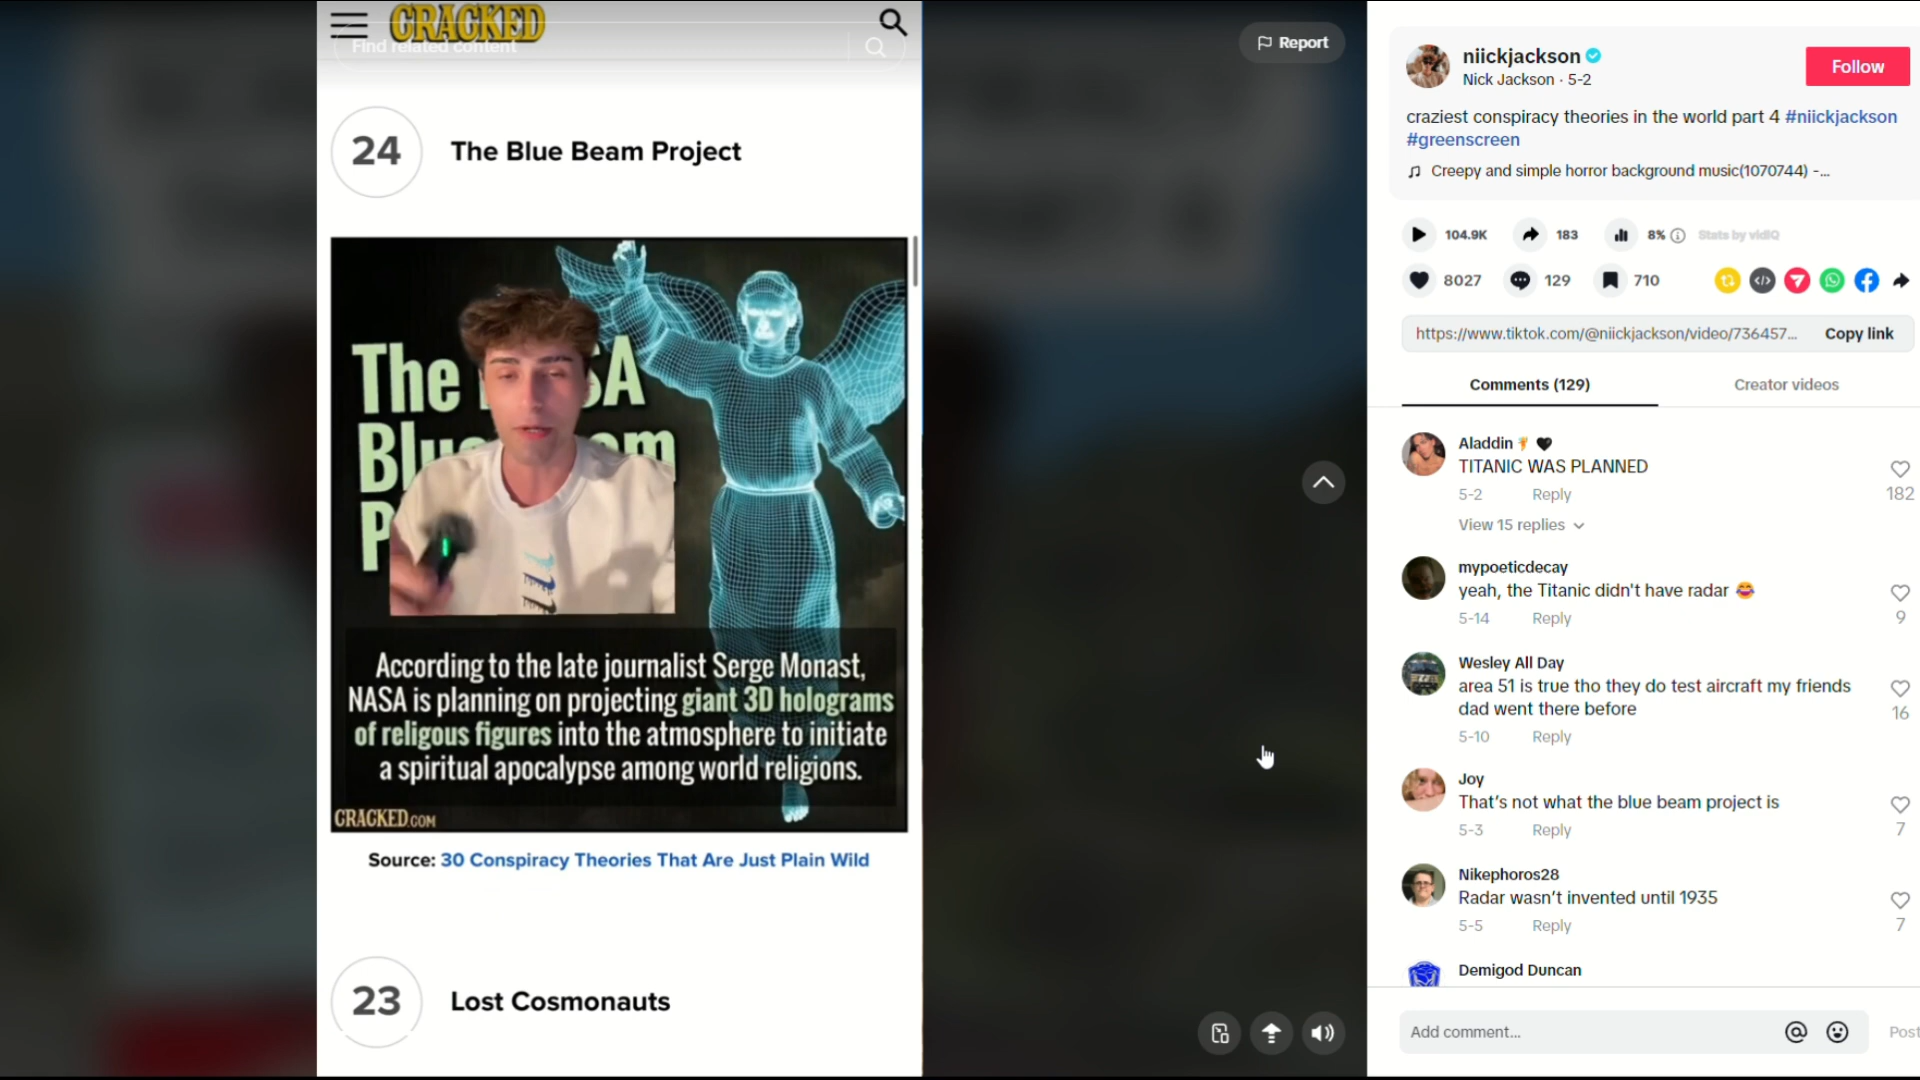 CRACKED
Find related content
24
The Blue Beam Project
The
SA
Blu
am
P
According to the late journalist Serge Monast,
NASA is planning on projecting giant 3D holograms
of religous figures into the atmosphere to initiate
a spiritual apocalypse among world religions.
CRACKED.COM
Source: 30 Conspiracy Theories That Are Just Plain Wild
23
Lost Cosmonauts
Report
niickjackson
Nick Jackson · 5-2
Follow
craziest conspiracy theories in the world part 4 #niickjackson
#greenscreen
Creepy and simple horror background music(1070744) -...
104.9K
183
8%
Stats by vidIQ
8027
129
710
https://www.tiktok.com/@niickjackson/video/736457...
Copy link
Comments (129)
Creator videos
Aladdin
TITANIC WAS PLANNED
5-2 Reply
182
View 15 replies
mypoeticdecay
yeah, the Titanic didn't have radar 😂
5-14 Reply
9
Wesley All Day
area 51 is true tho they do test aircraft my friends
dad went there before
16
5-10 Reply
Joy
That's not what the blue beam project is
5-3 Reply
7
Nikephoros28
Radar wasn't invented until 1935
5-5 Reply
7
Demigod Duncan
Add comment...
Post